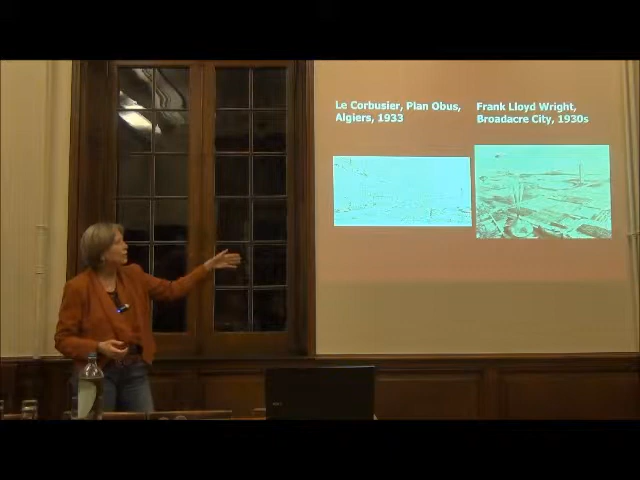 Le Corbusier, Plan Obus,
Algiers, 1933
Frank Lloyd Wright,
Broadacre City, 1930s